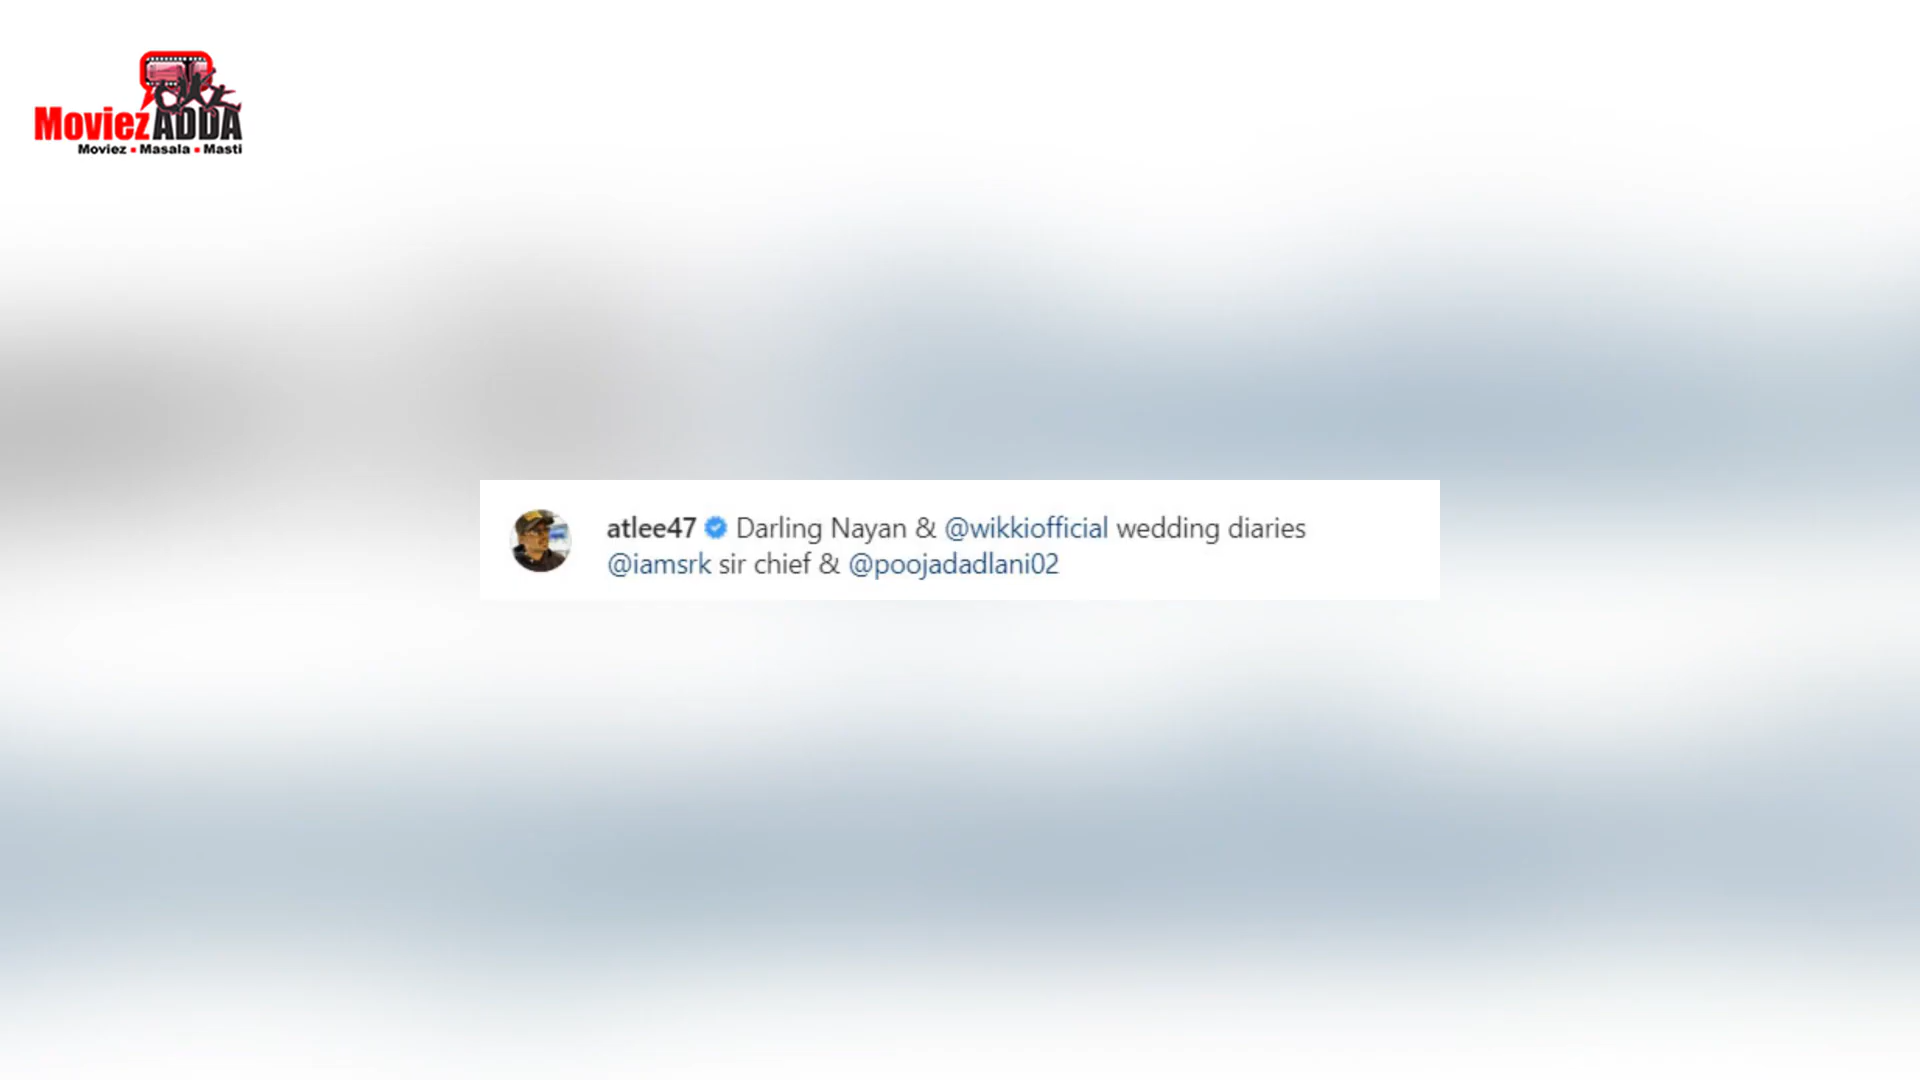 MoviezADDA
Moviez ▪ Masala ▪ Masti
atlee47 Darling Nayan & @wikkiofficial wedding diaries
@iamsrk sir chief & @poojadadlani02